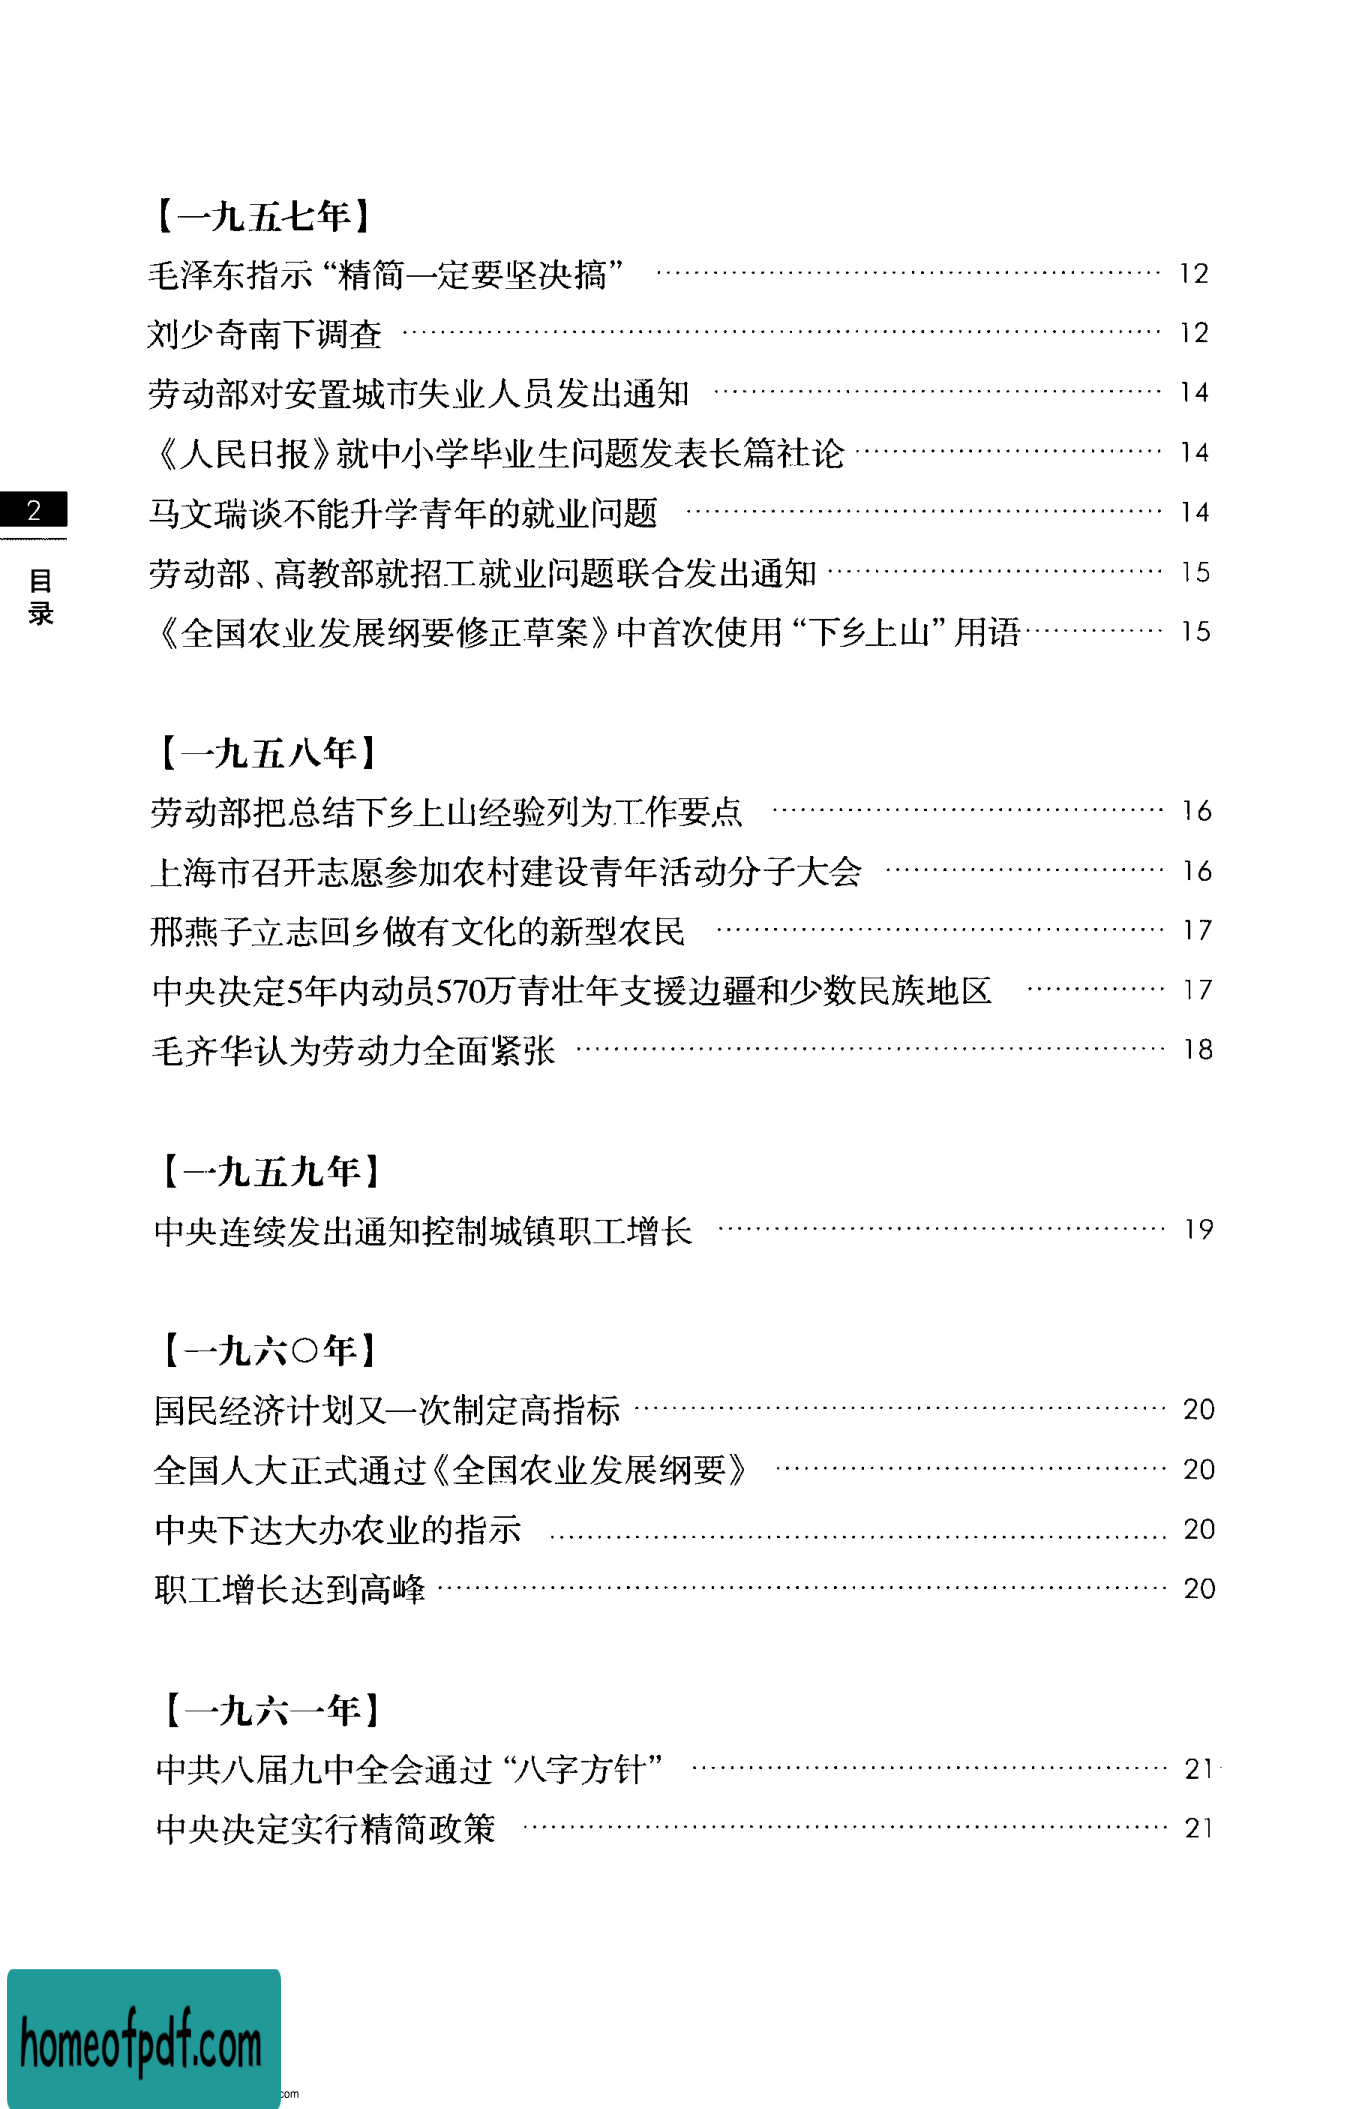 【一九五七年】
毛泽东指示“精简一定要坚决搞” 12
刘少奇南下调查 12
劳动部对安置城市失业人员发出通知 14
《人民日报》就中小学毕业生问题发表长篇社论 14
马文瑞谈不能升学青年的就业问题 14
劳动部、高教部就招工就业问题联合发出通知 15
《全国农业发展纲要修正草案》中首次使用“下乡上山”用语 15
2
目
录
【一九五八年】
劳动部把总结下乡上山经验列为工作要点 16
上海市召开志愿参加农村建设青年活动分子大会 16
邢燕子立志回乡做有文化的新型农民 17
中央决定5年内动员570万青壮年支援边疆和少数民族地区 17
毛齐华认为劳动力全面紧张 18
【一九五九年】
中央连续发出通知控制城镇职工增长 19
【一九六〇年】
国民经济计划又一次制定高指标 20
全国人大正式通过《全国农业发展纲要》 20
中央下达大办农业的指示 20
职工增长达到高峰 20
【一九六一年】
中共八届九中全会通过“八字方针” 21
中央决定实行精简政策 21
homeofpdf.com
com